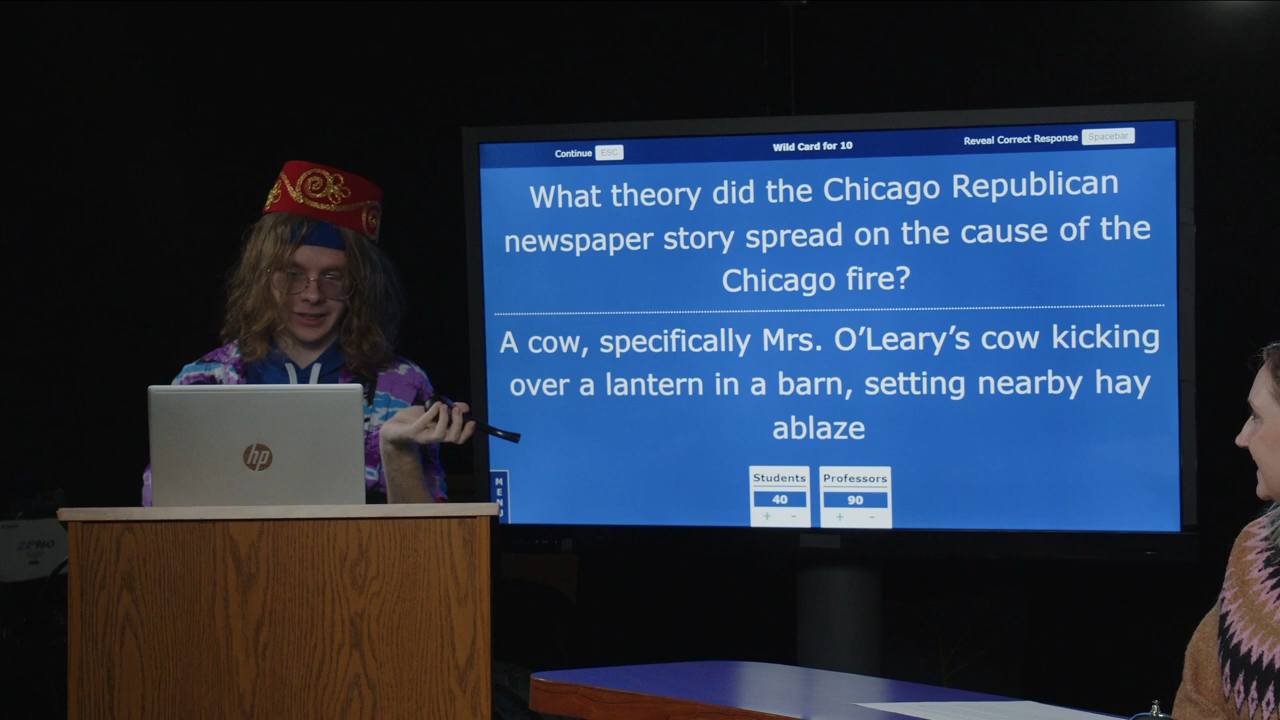 Continue ESC
Wild Card for 10
Reveal Correct Response Spacebar
What theory did the Chicago Republican
newspaper story spread on the cause of the
Chicago fire?
A cow, specifically Mrs. O’Leary’s cow kicking
over a lantern in a barn, setting nearby hay
ablaze
MENU
Students
40
+ -
Professors
90
+ -
hp